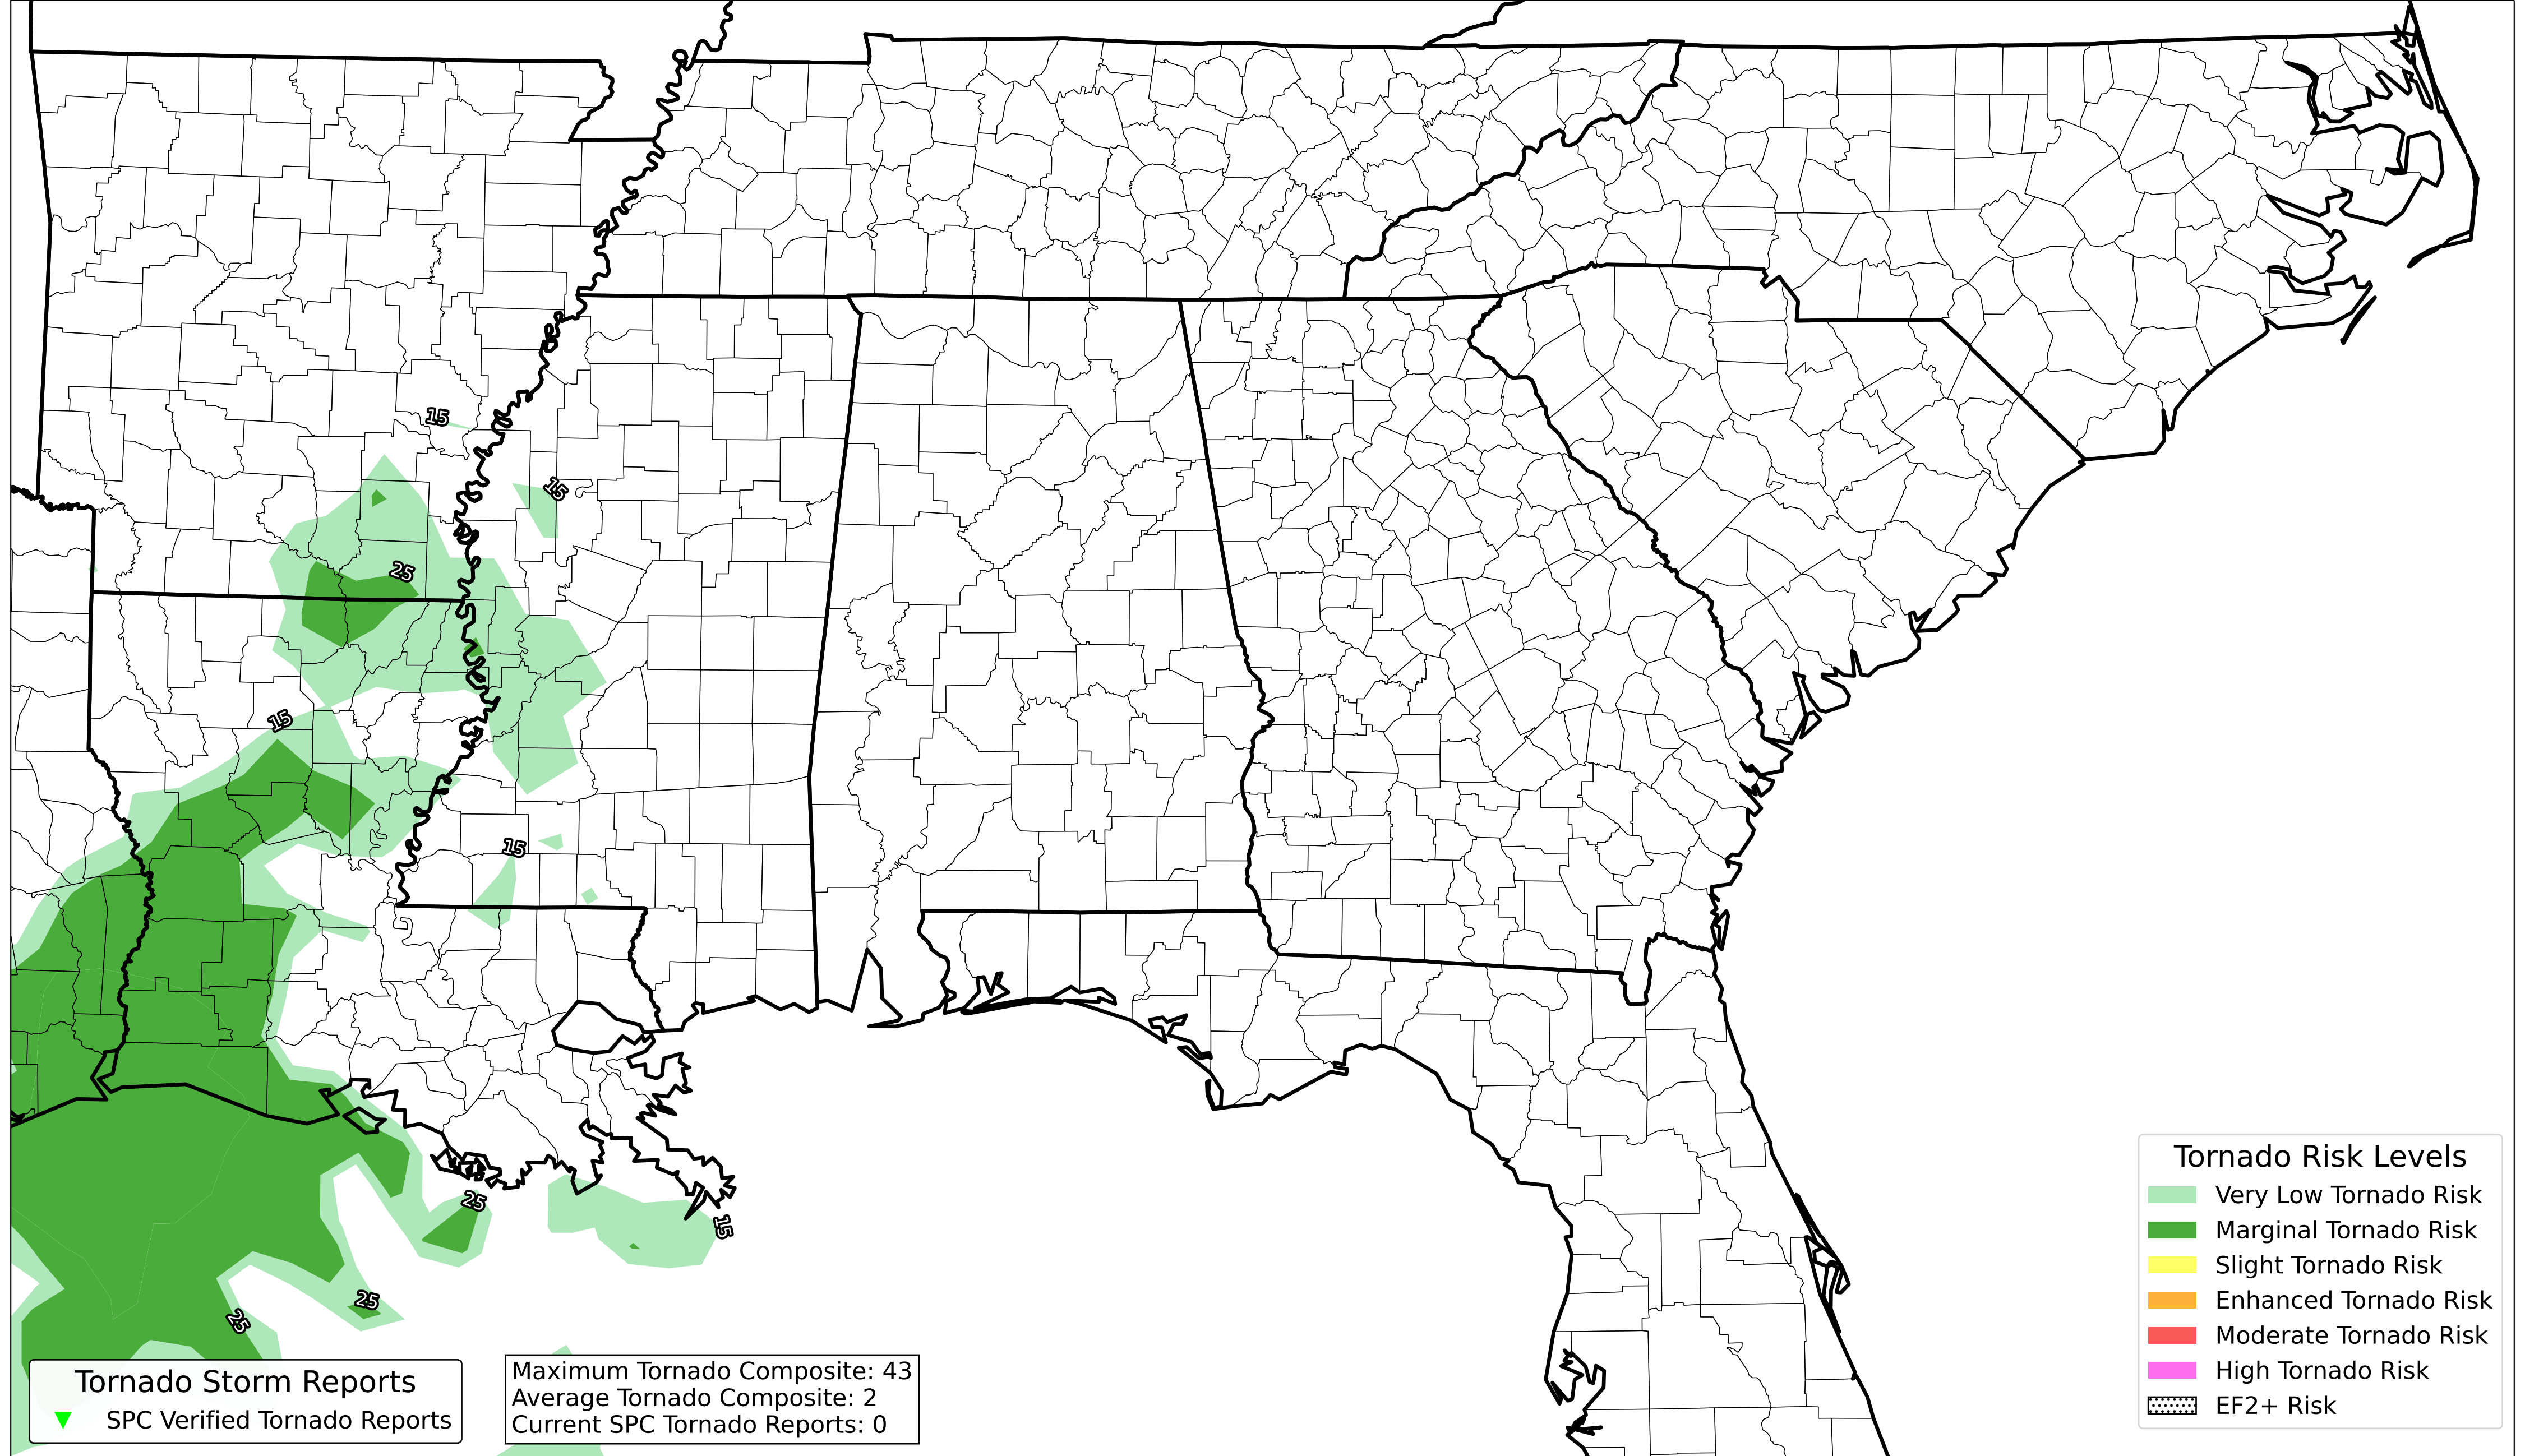 15
15
25
15
15
25
15
25
25
Tornado Storm Reports
SPC Verified Tornado Reports
Maximum Tornado Composite: 43
Average Tornado Composite: 2
Current SPC Tornado Reports: 0
Tornado Risk Levels
Very Low Tornado Risk
Marginal Tornado Risk
Slight Tornado Risk
Enhanced Tornado Risk
Moderate Tornado Risk
High Tornado Risk
EF2+ Risk